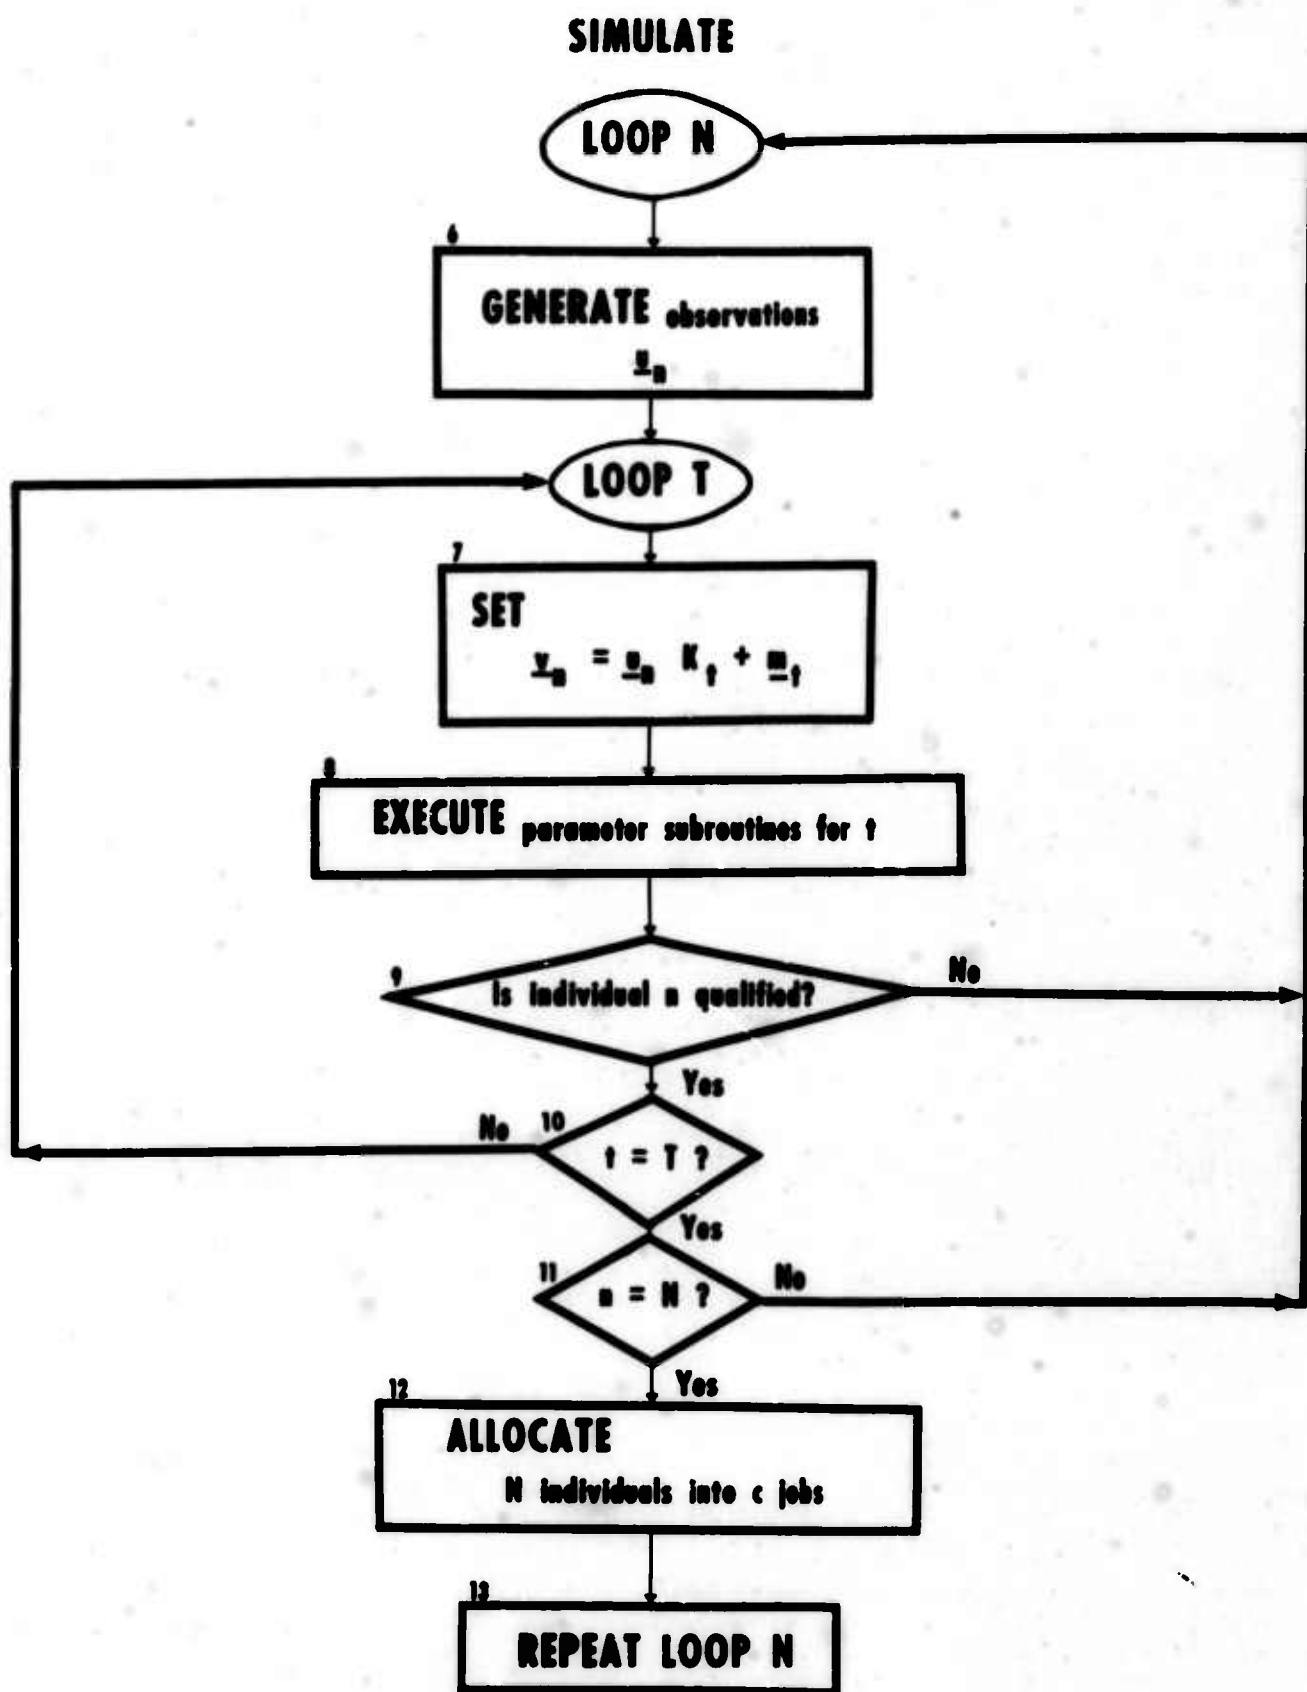 SIMULATE
LOOP N
6
GENERATE observations
u_n
LOOP T
7
SET
v_n = u_n K_t + m_t
8
EXECUTE parameter subroutines for t
9
Is individual n qualified?
No
Yes
No
10
t = T ?
Yes
11
n = N ?
No
Yes
12
ALLOCATE
N individuals into c jobs
13
REPEAT LOOP N